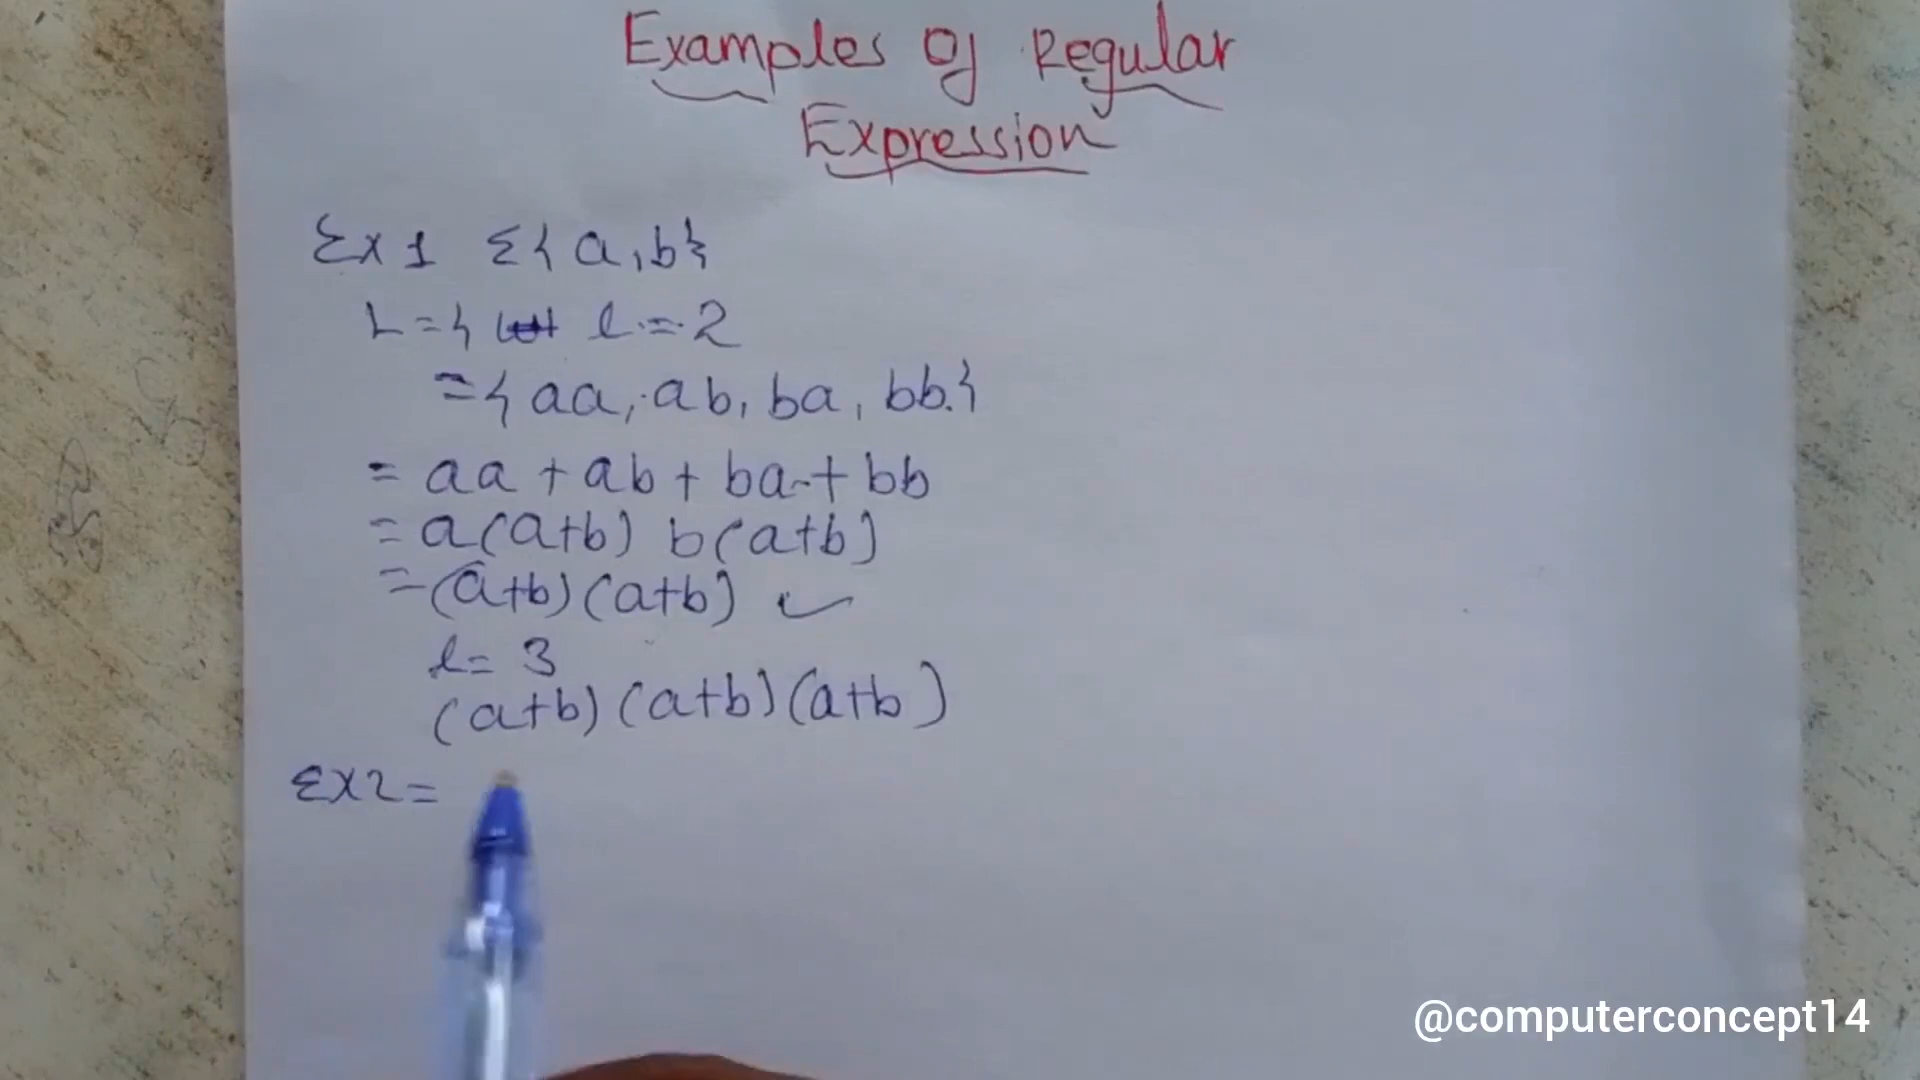 Examples Of Regular
Expression
Ex 1 Σ{a,b}
L={ l=2
={aa, ab, ba, bb.}
= aa + ab + ba + bb
= a(a+b) b(a+b)
=(a+b)(a+b) ✓
l= 3
(a+b)(a+b)(a+b)
Ex2=
@computerconcept14